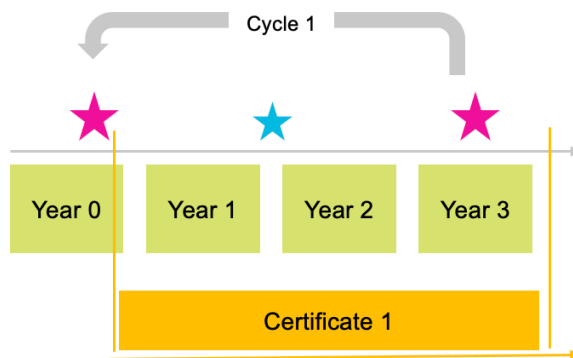 Cycle 1
Year 0
Year 1
Year 2
Year 3
Certificate 1